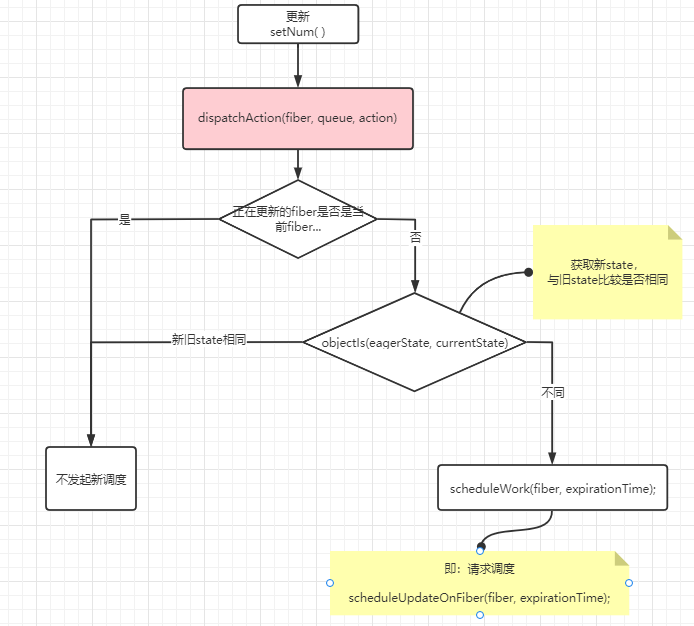 更新
setNum( )
dispatchAction(fiber, queue, action)
正在更新的fiber是否是当
前fiber...
是
否
获取新state，
与旧state比较是否相同
新旧state相同
objectIs(eagerState, currentState)
不同
不发起新调度
scheduleWork(fiber, expirationTime);
即：请求调度
scheduleUpdateOnFiber(fiber, expirationTime);